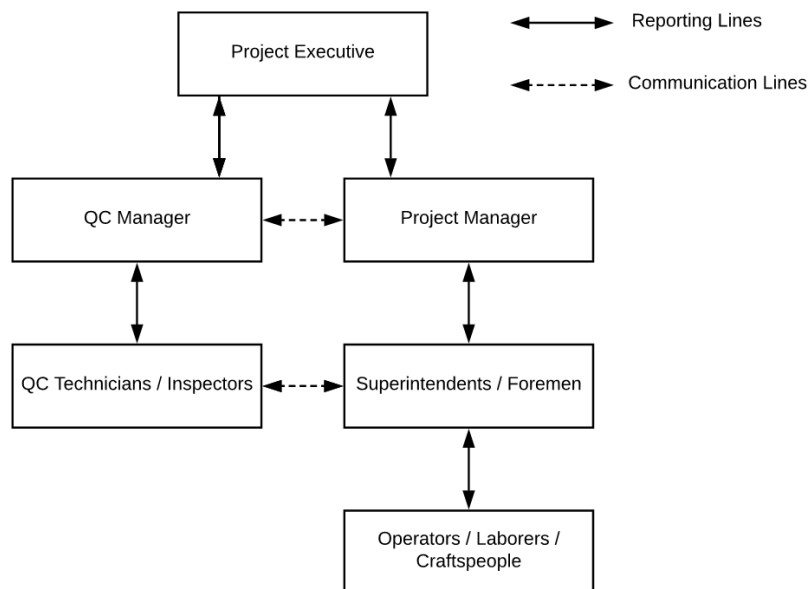 Project Executive
Reporting Lines
Communication Lines
QC Manager
Project Manager
QC Technicians / Inspectors
Superintendents / Foremen
Operators / Laborers /
Craftspeople